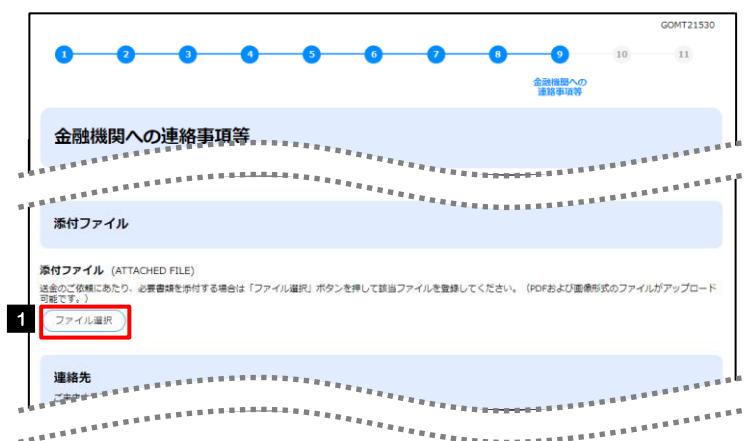 GOMT21530
1 2 3 4 5 6 7 8 9 10 11
金融機関への
連絡事項等
金融機関への連絡事項等
添付ファイル
添付ファイル (ATTACHED FILE)
送金のご依頼にあたり、必要書類を添付する場合は「ファイル選択」ボタンを押して該当ファイルを登録してください。（PDFおよび画像形式のファイルがアップロード
可能です。）
1 ファイル選択
連絡先